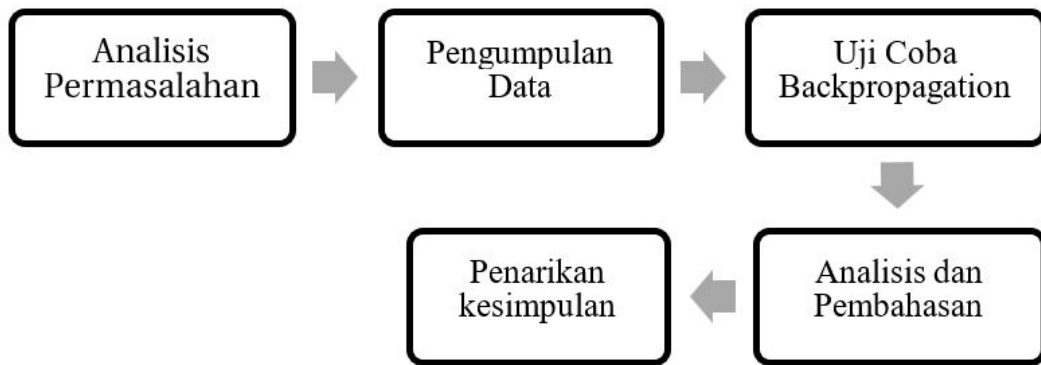 Analisis
Permasalahan
Pengumpulan
Data
Uji Coba
Backpropagation
Analisis dan
Pembahasan
Penarikan
kesimpulan